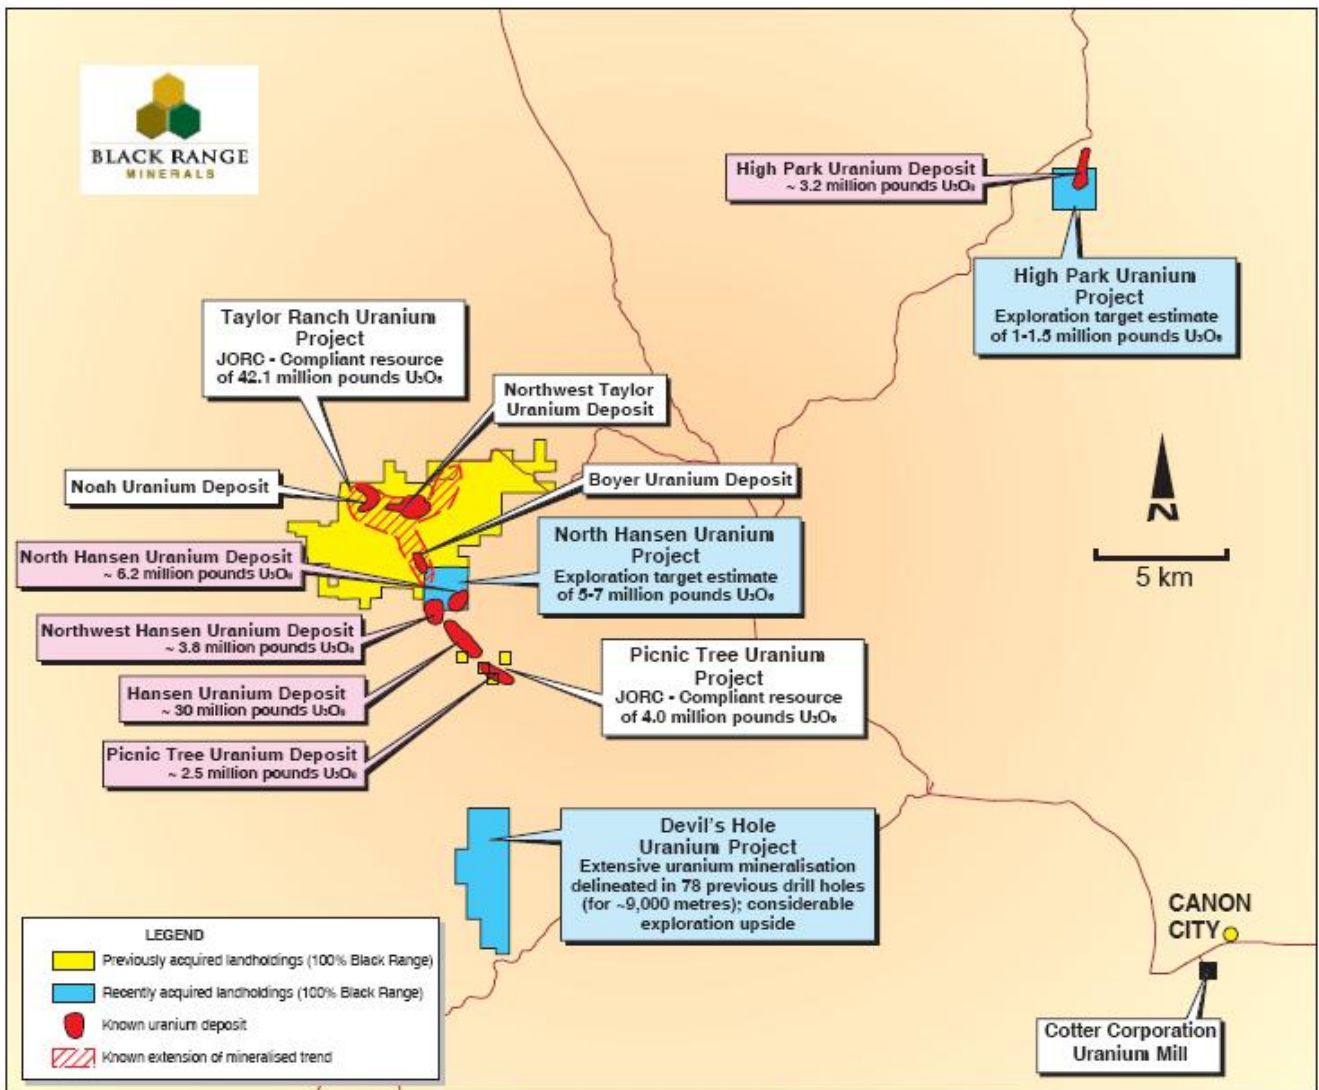 BLACK RANGE
MINERALS
High Park Uranium Deposit
~ 3.2 million pounds U₃O₈
High Park Uranium
Project
Exploration target estimate
of 1-1.5 million pounds U₃O₈
Taylor Ranch Uranium
Project
JORC - Compliant resource
of 42.1 million pounds U₃O₈
Northwest Taylor
Uranium Deposit
Noah Uranium Deposit
Boyer Uranium Deposit
North Hansen Uranium Deposit
~ 6.2 million pounds U₃O₈
North Hansen Uranium
Project
Exploration target estimate
of 5-7 million pounds U₃O₈
N
5 km
Northwest Hansen Uranium Deposit
~ 3.8 million pounds U₃O₈
Hansen Uranium Deposit
~ 30 million pounds U₃O₈
Picnic Tree Uranium
Project
JORC - Compliant resource
of 4.0 million pounds U₃O₈
Picnic Tree Uranium Deposit
~ 2.5 million pounds U₃O₈
Devil's Hole
Uranium Project
Extensive uranium mineralisation
delineated in 78 previous drill holes
(for ~9,000 metres); considerable
exploration upside
CANON
CITY
Cotter Corporation
Uranium Mill
LEGEND
Previously acquired landholdings (100% Black Range)
Recently acquired landholdings (100% Black Range)
Known uranium deposit
Known extension of mineralised trend